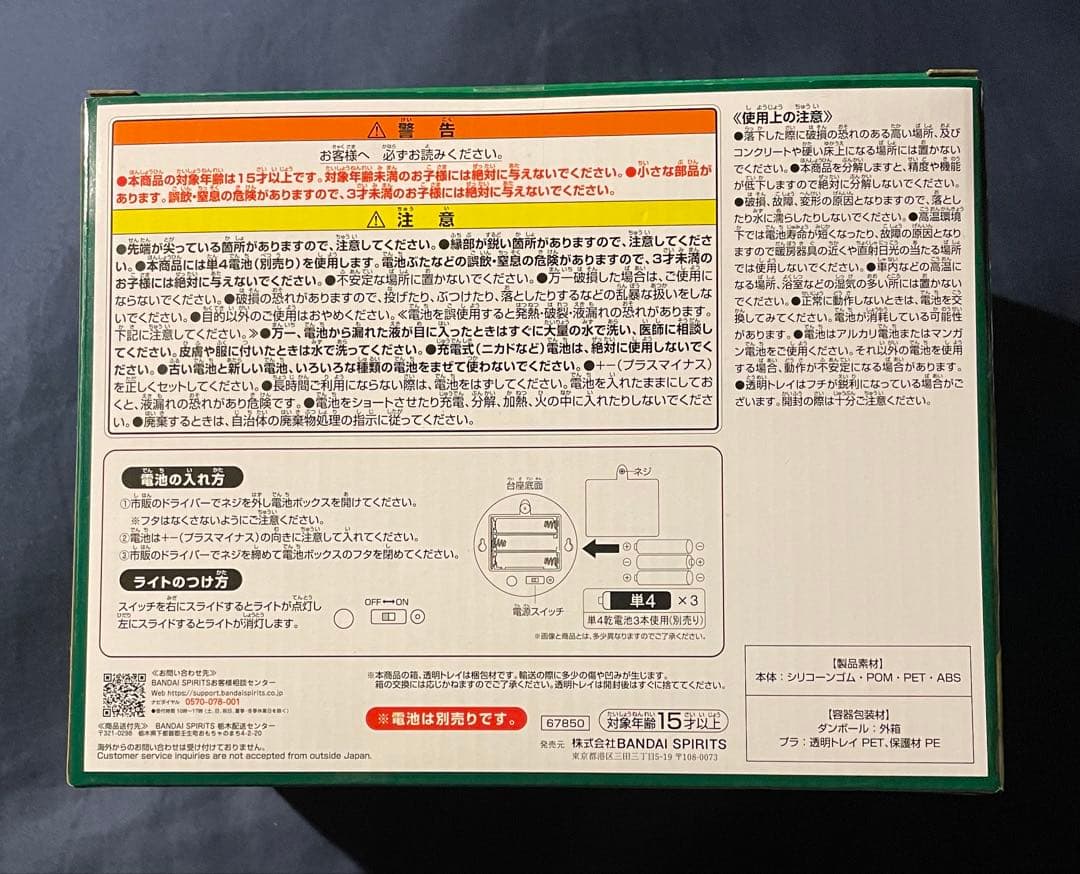 ⚠ 警告
お客様へ 必ずお読みください。
●本商品の対象年齢は15才以上です。対象年齢未満のお子様には絶対に与えないでください。●小さな部品が
あります。誤飲・窒息の危険がありますので、3才未満のお子様には絶対に与えないでください。
⚠ 注意
●先端が尖っている箇所がありますので、注意してください。●縁部が鋭い箇所がありますので、注意してくださ
い。●本商品には単4電池(別売り)を使用します。電池ぶたなどの誤飲・窒息の危険がありますので、3才未満の
お子様には絶対に与えないでください。●不安定な場所に置かないでください。●万一破損した場合は、ご使用に
ならないでください。●破損の恐れがありますので、投げたり、ぶつけたり、落としたりするなどの乱暴な扱いをしな
いでください。●目的以外のご使用はおやめください。≪電池を誤使用すると発熱・破裂・液漏れの恐れがあります。
下記に注意してください。≫●万一、電池から漏れた液が目に入ったときはすぐに大量の水で洗い、医師に相談し
てください。皮膚や服に付いたときは水で洗ってください。●充電式(ニカドなど)電池は、絶対に使用しないでくだ
さい。●古い電池と新しい電池、いろいろな種類の電池をまぜて使わないでください。●+−(プラスマイナス)
を正しくセットしてください。●長時間ご利用にならない際は、電池をはずしてください。電池を入れたままにしてお
くと、液漏れの恐れがあり危険です。●電池をショートさせたり充電、分解、加熱、火の中に入れたりしないでくださ
い。●廃棄するときは、自治体の廃棄物処理の指示に従ってください。
≪使用上の注意≫
●落下した際に破損の恐れのある高い場所、及び
コンクリートや硬い床上になる場所には置かない
でください。●本商品を分解しますと、精度や機能
が低下しますので絶対に分解しないでください。
●破損、故障、変形の原因となりますので、落とし
たり水に濡らしたりしないでください。●高温環境
下では電池寿命が短くなったり、故障の原因となり
ますので暖房器具の近くや直射日光の当たる場所
では使用しないでください。●車内などの高温に
なる場所、浴室などの湿気の多い所には置かない
でください。●正常に動作しないときは、電池を交
換してみてください。電池が消耗している可能性
があります。●電池はアルカリ電池またはマンガ
ン電池をご使用ください。それ以外の電池を使用
する場合、動作が不安定になる場合があります。
●透明トレイはフチが鋭利になっている場合がご
ざいます。開封の際は十分ご注意ください。
電池の入れ方
①市販のドライバーでネジを外し電池ボックスを開けてください。
※フタはなくさないようにご注意ください。
②電池は+−(プラスマイナス)の向きに注意して入れてください。
③市販のドライバーでネジを締めて電池ボックスのフタを閉めてください。
ライトのつけ方
スイッチを右にスライドするとライトが点灯し
左にスライドするとライトが消灯します。
OFF⟷ON
台座底面
ネジ
電源スイッチ
単4 ×3
単4乾電池3本使用(別売り)
※画像と商品とは、多少異なりますのでご了承ください。
≪お問い合わせ先≫
BANDAI SPIRITSお客様相談センター
Web https://support.bandaispirits.co.jp
ナビダイヤル 0570-078-001
●受付時間 10時〜17時(土、日、祝日、夏季・冬季休業日を除く)
≪商品送付先≫ BANDAI SPIRITS 栃木配送センター
〒321-0298 栃木県下都賀郡壬生町おもちゃのまち4-2-20
海外からのお問い合わせは受け付けておりません。
Customer service inquiries are not accepted from outside Japan.
※本商品の箱、透明トレイは梱包材です。輸送の際に多少の傷や凹みが生じます。
箱の交換には応じかねますのでご了承ください。透明トレイは開封後はすぐに捨ててください。
※電池は別売りです。
67850
対象年齢15才以上
発売元 株式会社BANDAI SPIRITS
東京都港区三田三丁目5-19 〒108-0073
【製品素材】
本体：シリコーンゴム・POM・PET・ABS
【容器包装材】
ダンボール：外箱
プラ：透明トレイ PET、保護材 PE